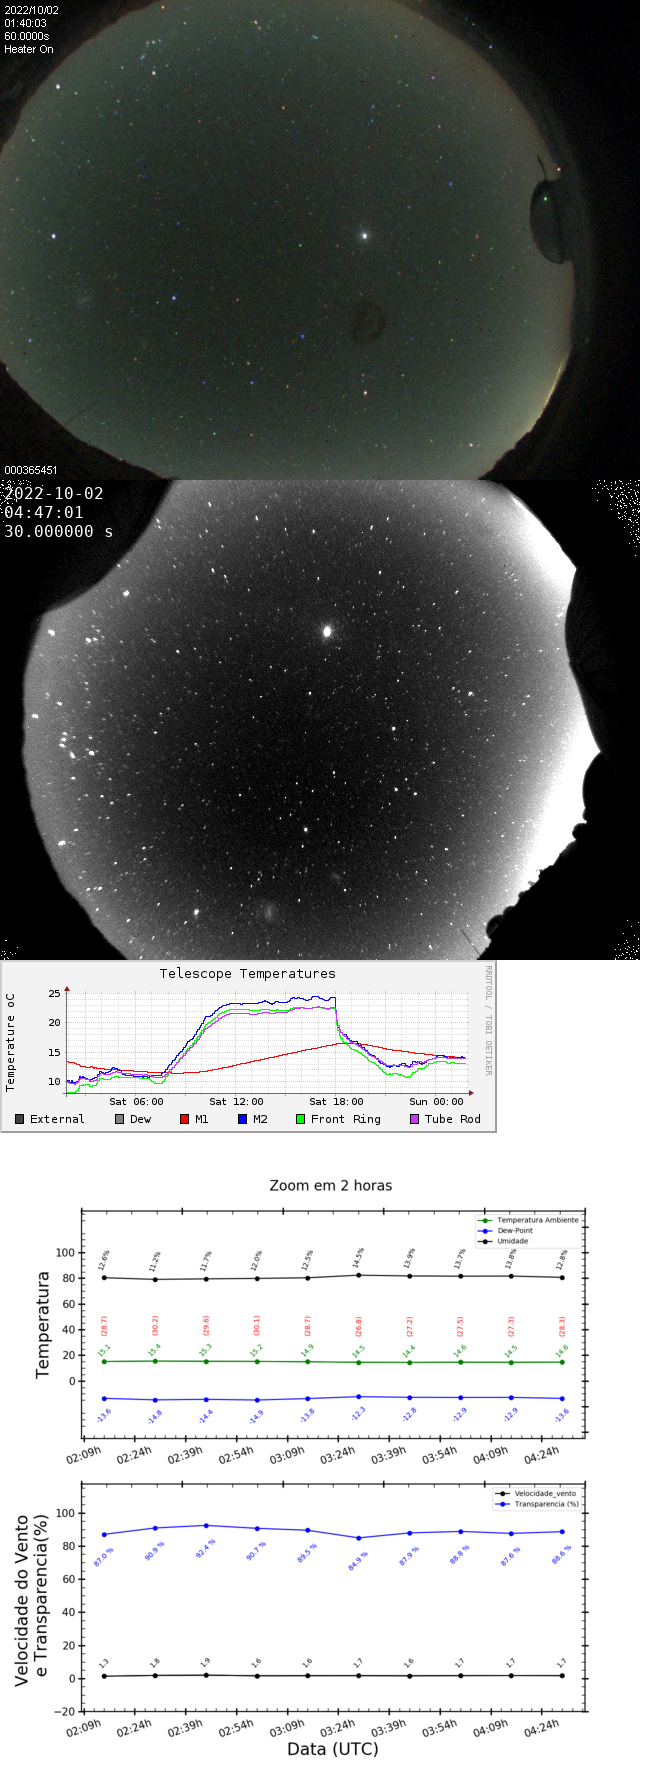 2022/10/02
01:40:03
60.0000s
Heater On
000365451
2022-10-02
04:47:01
30.000000 s
Telescope Temperatures
RRDTOOL / TOBI OETIKER
Temperature oC
25
20
15
10
Sat 06:00 Sat 12:00 Sat 18:00 Sun 00:00
External Dew M1 M2 Front Ring Tube Rod
Zoom em 2 horas
Temperatura Ambiente
Dew-Point
Umidade
Temperatura
100
80
60
40
20
0
12.6% 11.2% 11.7% 12.0% 12.5% 14.5% 13.9% 13.7% 13.8% 12.8%
(28.7) (30.2) (29.6) (30.1) (28.7) (26.8) (27.2) (27.5) (27.3) (28.3)
15.1 15.4 15.3 15.2 14.9 14.5 14.4 14.6 14.5 14.6
-13.6 -14.8 -14.4 -14.9 -13.8 -12.3 -12.8 -12.9 -12.9 -13.6
02:09h 02:24h 02:39h 02:54h 03:09h 03:24h 03:39h 03:54h 04:09h 04:24h
Velocidade_vento
Transparencia (%)
Velocidade do Vento
e Transparencia(%)
100
80
60
40
20
0
−20
87.0 % 90.9 % 92.4 % 90.7 % 89.5 % 84.9 % 87.9 % 88.8 % 87.6 % 88.6 %
1.3 1.8 1.9 1.6 1.6 1.7 1.6 1.7 1.7 1.7
02:09h 02:24h 02:39h 02:54h 03:09h 03:24h 03:39h 03:54h 04:09h 04:24h
Data (UTC)